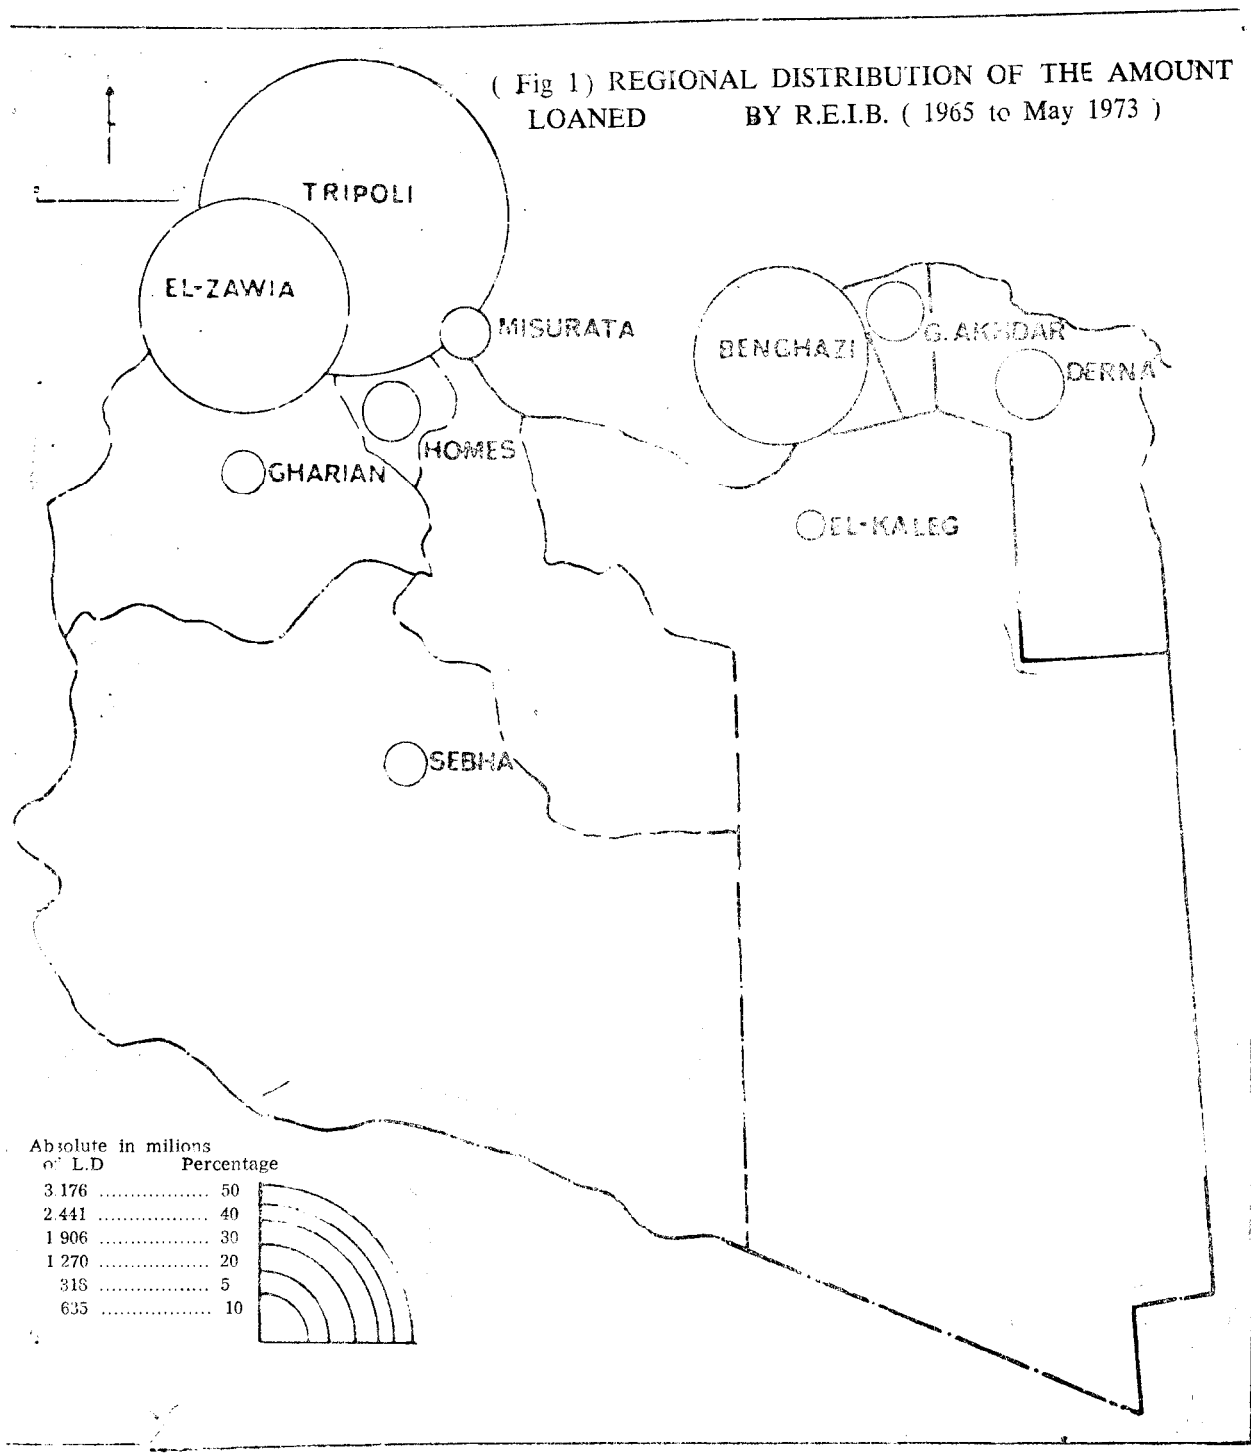 ( Fig 1 ) REGIONAL DISTRIBUTION OF THE AMOUNT
LOANED BY R.E.I.B. ( 1965 to May 1973 )
TRIPOLI
EL-ZAWIA
MISURATA
BENGHAZI
G. AKHDAR
DERNA
HOMES
GHARIAN
EL-KALEG
SEBHA
Absolute in milions
of L.D Percentage
3.176 .................. 50
2.441 ................. 40
1 906 ................. 30
1 270 ................. 20
318 .................. 5
635 .................. 10